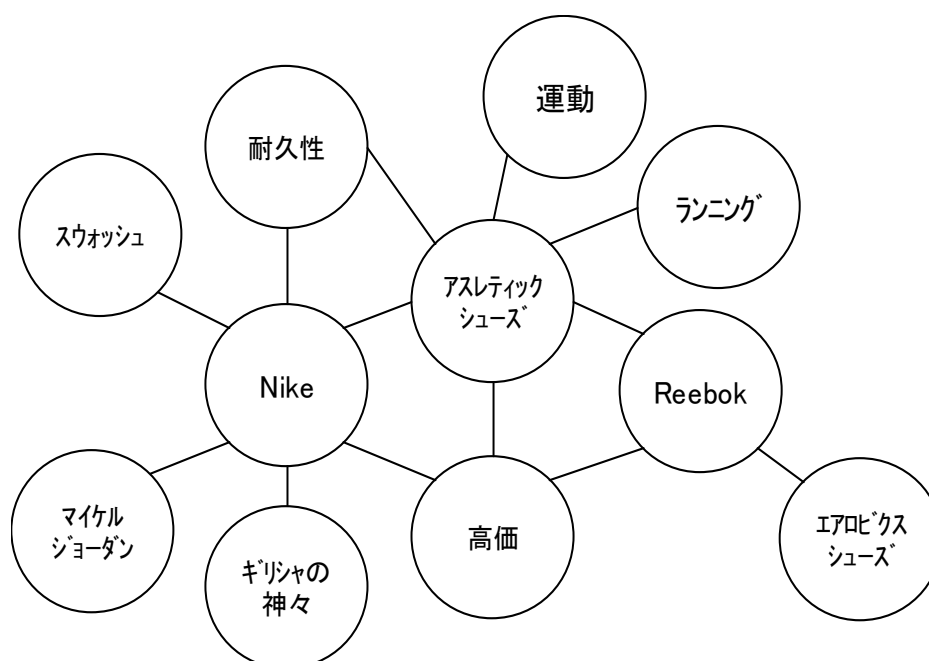 運動
耐久性
ランニング
スウォッシュ
アスレティック
シューズ
Nike
Reebok
マイケル
ジョーダン
高価
エアロビクス
シューズ
ギリシャの
神々